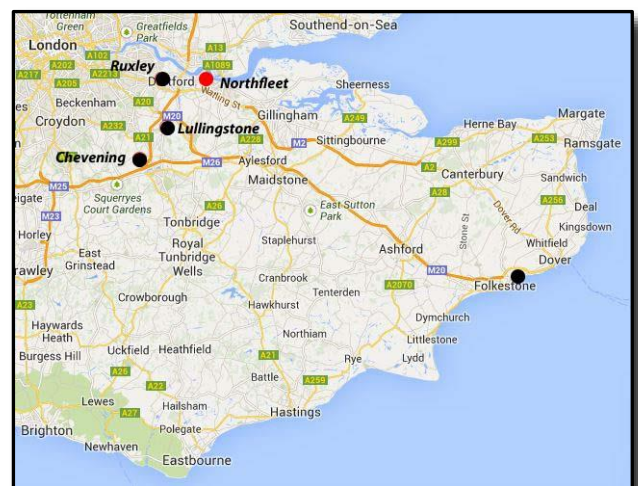 Tottenham
Green
Greatfields
Park
Southend-on-Sea
London
A102
A13
A1089
Ruxley
Northfleet
A217
A202
A2213
A205
Watling St
Sheerness
Beckenham
A20
Croydon
A232
M20
Lullingstone
A228
Gillingham
A249
Sittingbourne
Herne Bay
A299
A253
Margate
Ramsgate
A21
Chevening
M26
Aylesford
M2
A2
Canterbury
Sandwich
M25
Squerryes
Court Gardens
Maidstone
A28
A256
Deal
eigate
M23
A26
East Sutton
Park
Stone St
Dover Rd
Kingsdown
Tonbridge
Horley
Royal
Tunbridge
Wells
Staplehurst
Ashford
Whitfield
Dover
rawley
East
Grinstead
Cranbrook
M20
Folkestone
A23
Crowborough
Hawkhurst
Tenterden
A2070
Dymchurch
Haywards
Heath
Burgess Hill
Uckfield
Heathfield
A21
Northiam
Rye
Lydd
Littlestone
A26
A22
Battle
A259
Lewes
A27
Hailsham
Hastings
Brighton
Polegate
Newhaven
Eastbourne